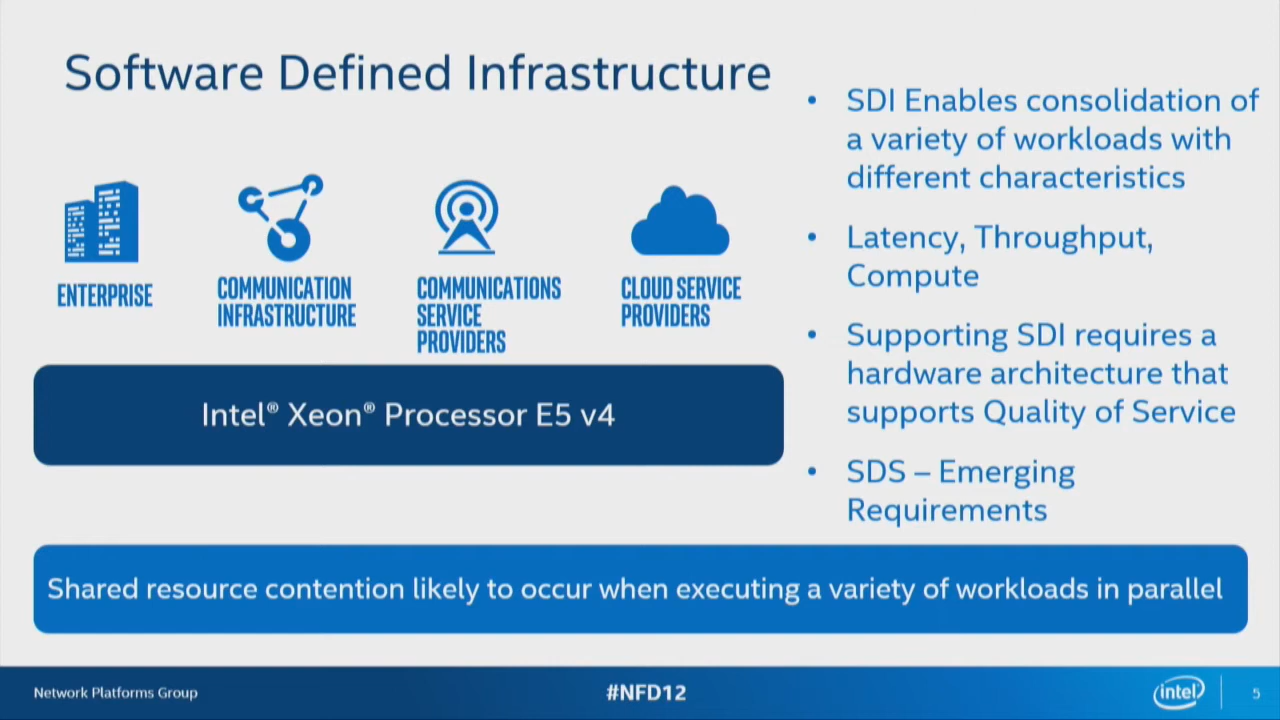 Software Defined Infrastructure
ENTERPRISE
COMMUNICATION
INFRASTRUCTURE
COMMUNICATIONS
SERVICE
PROVIDERS
CLOUD SERVICE
PROVIDERS
Intel® Xeon® Processor E5 v4
• SDI Enables consolidation of
a variety of workloads with
different characteristics
• Latency, Throughput,
Compute
• Supporting SDI requires a
hardware architecture that
supports Quality of Service
• SDS – Emerging
Requirements
Shared resource contention likely to occur when executing a variety of workloads in parallel
Network Platforms Group
#NFD12
intel
5